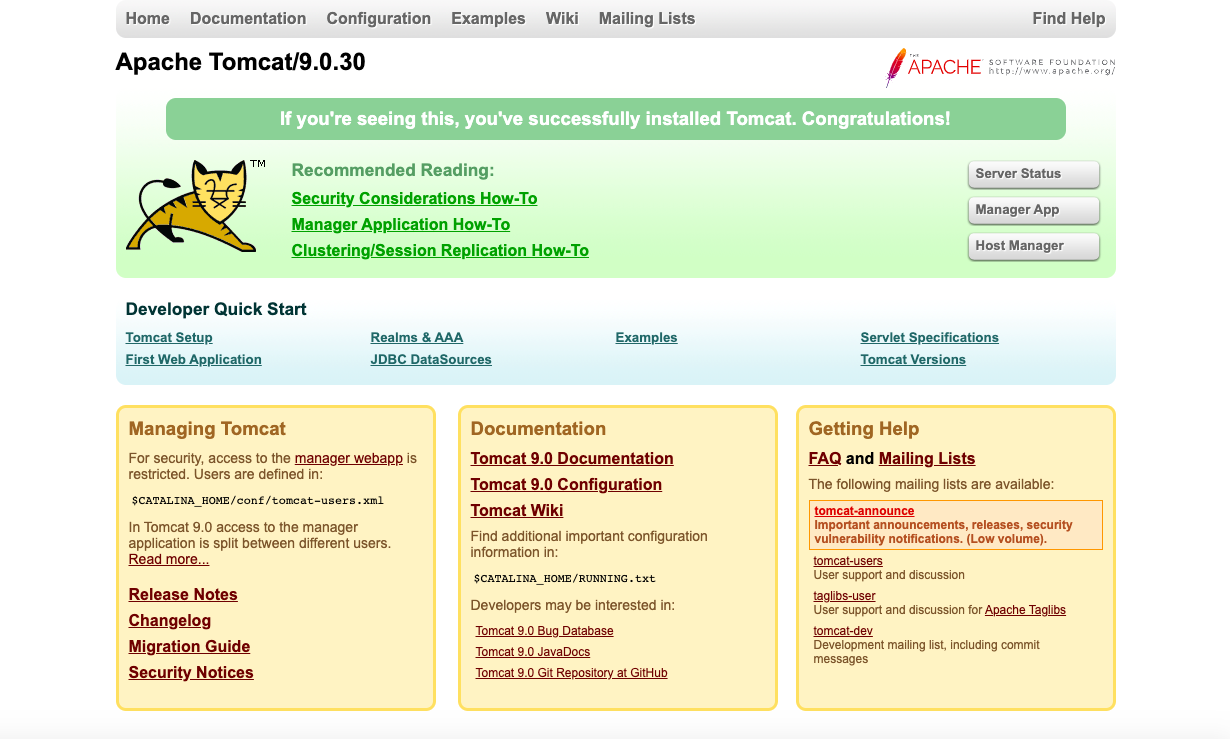 Home Documentation Configuration Examples Wiki Mailing Lists Find Help
Apache Tomcat/9.0.30
THE APACHE SOFTWARE FOUNDATION
http://www.apache.org/
If you're seeing this, you've successfully installed Tomcat. Congratulations!
TM
Recommended Reading:
Security Considerations How-To
Manager Application How-To
Clustering/Session Replication How-To
Server Status
Manager App
Host Manager
Developer Quick Start
Tomcat Setup
First Web Application
Realms & AAA
JDBC DataSources
Examples
Servlet Specifications
Tomcat Versions
Managing Tomcat
For security, access to the manager webapp is
restricted. Users are defined in:
$CATALINA_HOME/conf/tomcat-users.xml
In Tomcat 9.0 access to the manager
application is split between different users.
Read more...
Release Notes
Changelog
Migration Guide
Security Notices
Documentation
Tomcat 9.0 Documentation
Tomcat 9.0 Configuration
Tomcat Wiki
Find additional important configuration
information in:
$CATALINA_HOME/RUNNING.txt
Developers may be interested in:
Tomcat 9.0 Bug Database
Tomcat 9.0 JavaDocs
Tomcat 9.0 Git Repository at GitHub
Getting Help
FAQ and Mailing Lists
The following mailing lists are available:
tomcat-announce
Important announcements, releases, security
vulnerability notifications. (Low volume).
tomcat-users
User support and discussion
taglibs-user
User support and discussion for Apache Taglibs
tomcat-dev
Development mailing list, including commit
messages